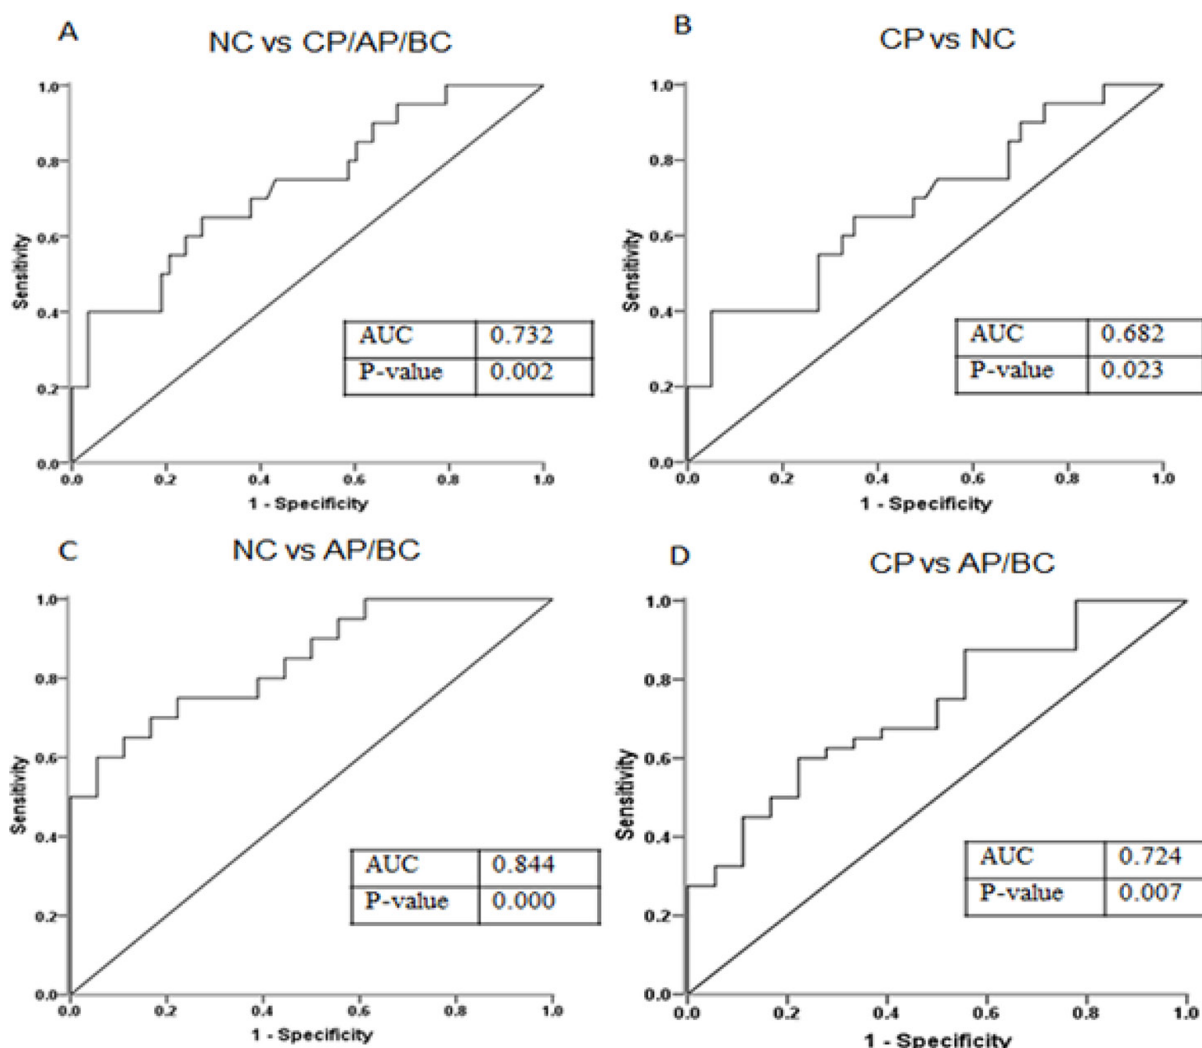 A
NC vs CP/AP/BC
1.0
0.8
0.6
0.4
0.2
0.0
Sensitivity
AUC 0.732
P-value 0.002
0.0 0.2 0.4 0.6 0.8 1.0
1 - Specificity
B
CP vs NC
1.0
0.8
0.6
0.4
0.2
0.0
Sensitivity
AUC 0.682
P-value 0.023
0.0 0.2 0.4 0.6 0.8 1.0
1 - Specificity
C
NC vs AP/BC
1.0
0.8
0.6
0.4
0.2
0.0
Sensitivity
AUC 0.844
P-value 0.000
0.0 0.2 0.4 0.6 0.8 1.0
1 - Specificity
D
CP vs AP/BC
1.0
0.8
0.6
0.4
0.2
0.0
Sensitivity
AUC 0.724
P-value 0.007
0.0 0.2 0.4 0.6 0.8 1.0
1 - Specificity